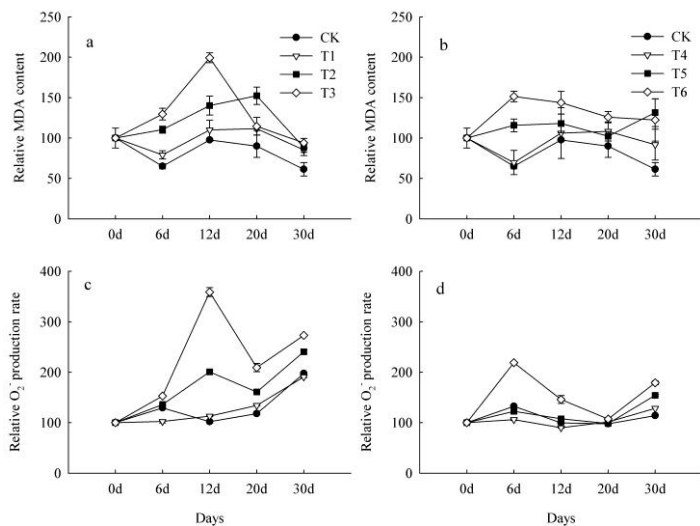 a
CK
T1
T2
T3
Relative MDA content
250
200
150
100
50
0
0d 6d 12d 20d 30d
b
CK
T4
T5
T6
Relative MDA content
250
200
150
100
50
0
0d 6d 12d 20d 30d
c
Relative O₂⁻ production rate
400
300
200
100
0
0d 6d 12d 20d 30d
Days
d
Relative O₂⁻ production rate
400
300
200
100
0
0d 6d 12d 20d 30d
Days